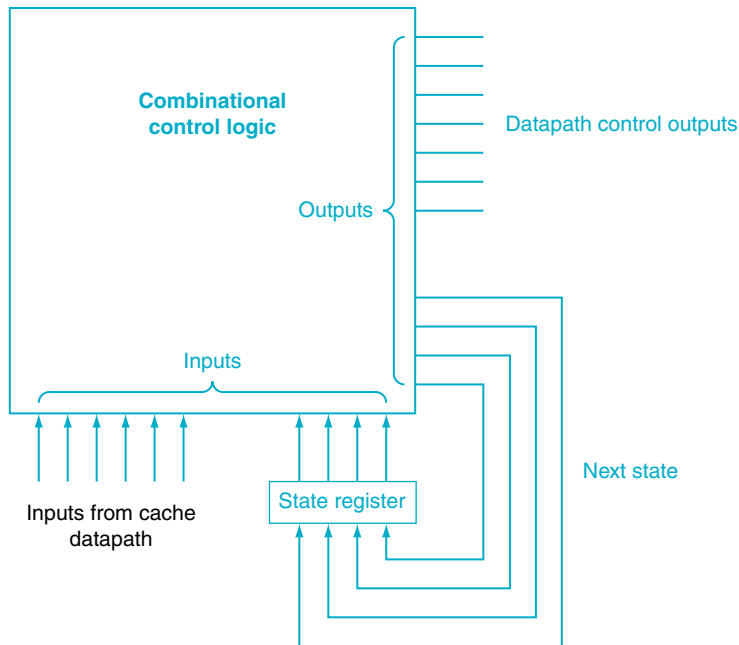 Combinational
control logic
Datapath control outputs
Outputs
Inputs
Next state
State register
Inputs from cache
datapath